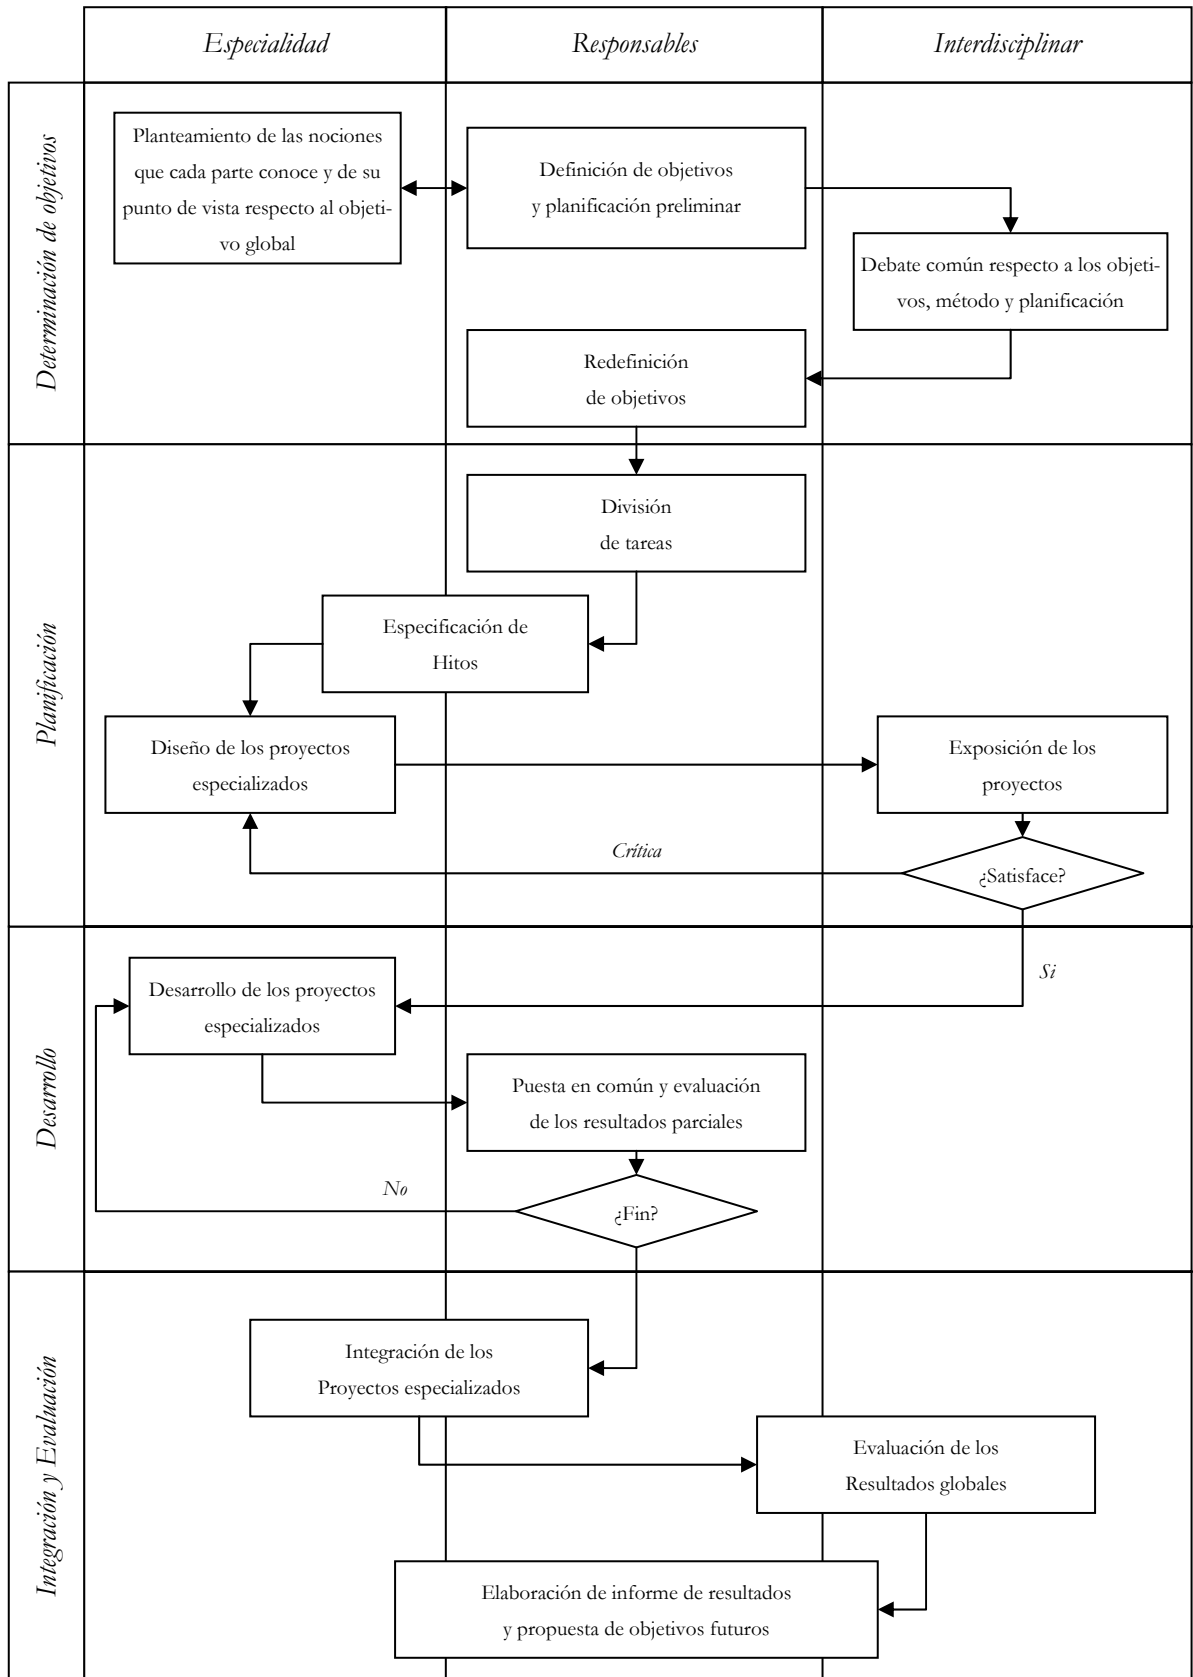 Especialidad
Responsables
Interdisciplinar
Determinación de objetivos
Planteamiento de las nociones
que cada parte conoce y de su
punto de vista respecto al objeti-
vo global
Definición de objetivos
y planificación preliminar
Debate común respecto a los objeti-
vos, método y planificación
Redefinición
de objetivos
Planificación
División
de tareas
Especificación de
Hitos
Diseño de los proyectos
especializados
Exposición de los
proyectos
Crítica
¿Satisface?
Si
Desarrollo
Desarrollo de los proyectos
especializados
Puesta en común y evaluación
de los resultados parciales
No
¿Fin?
Integración y Evaluación
Integración de los
Proyectos especializados
Evaluación de los
Resultados globales
Elaboración de informe de resultados
y propuesta de objetivos futuros